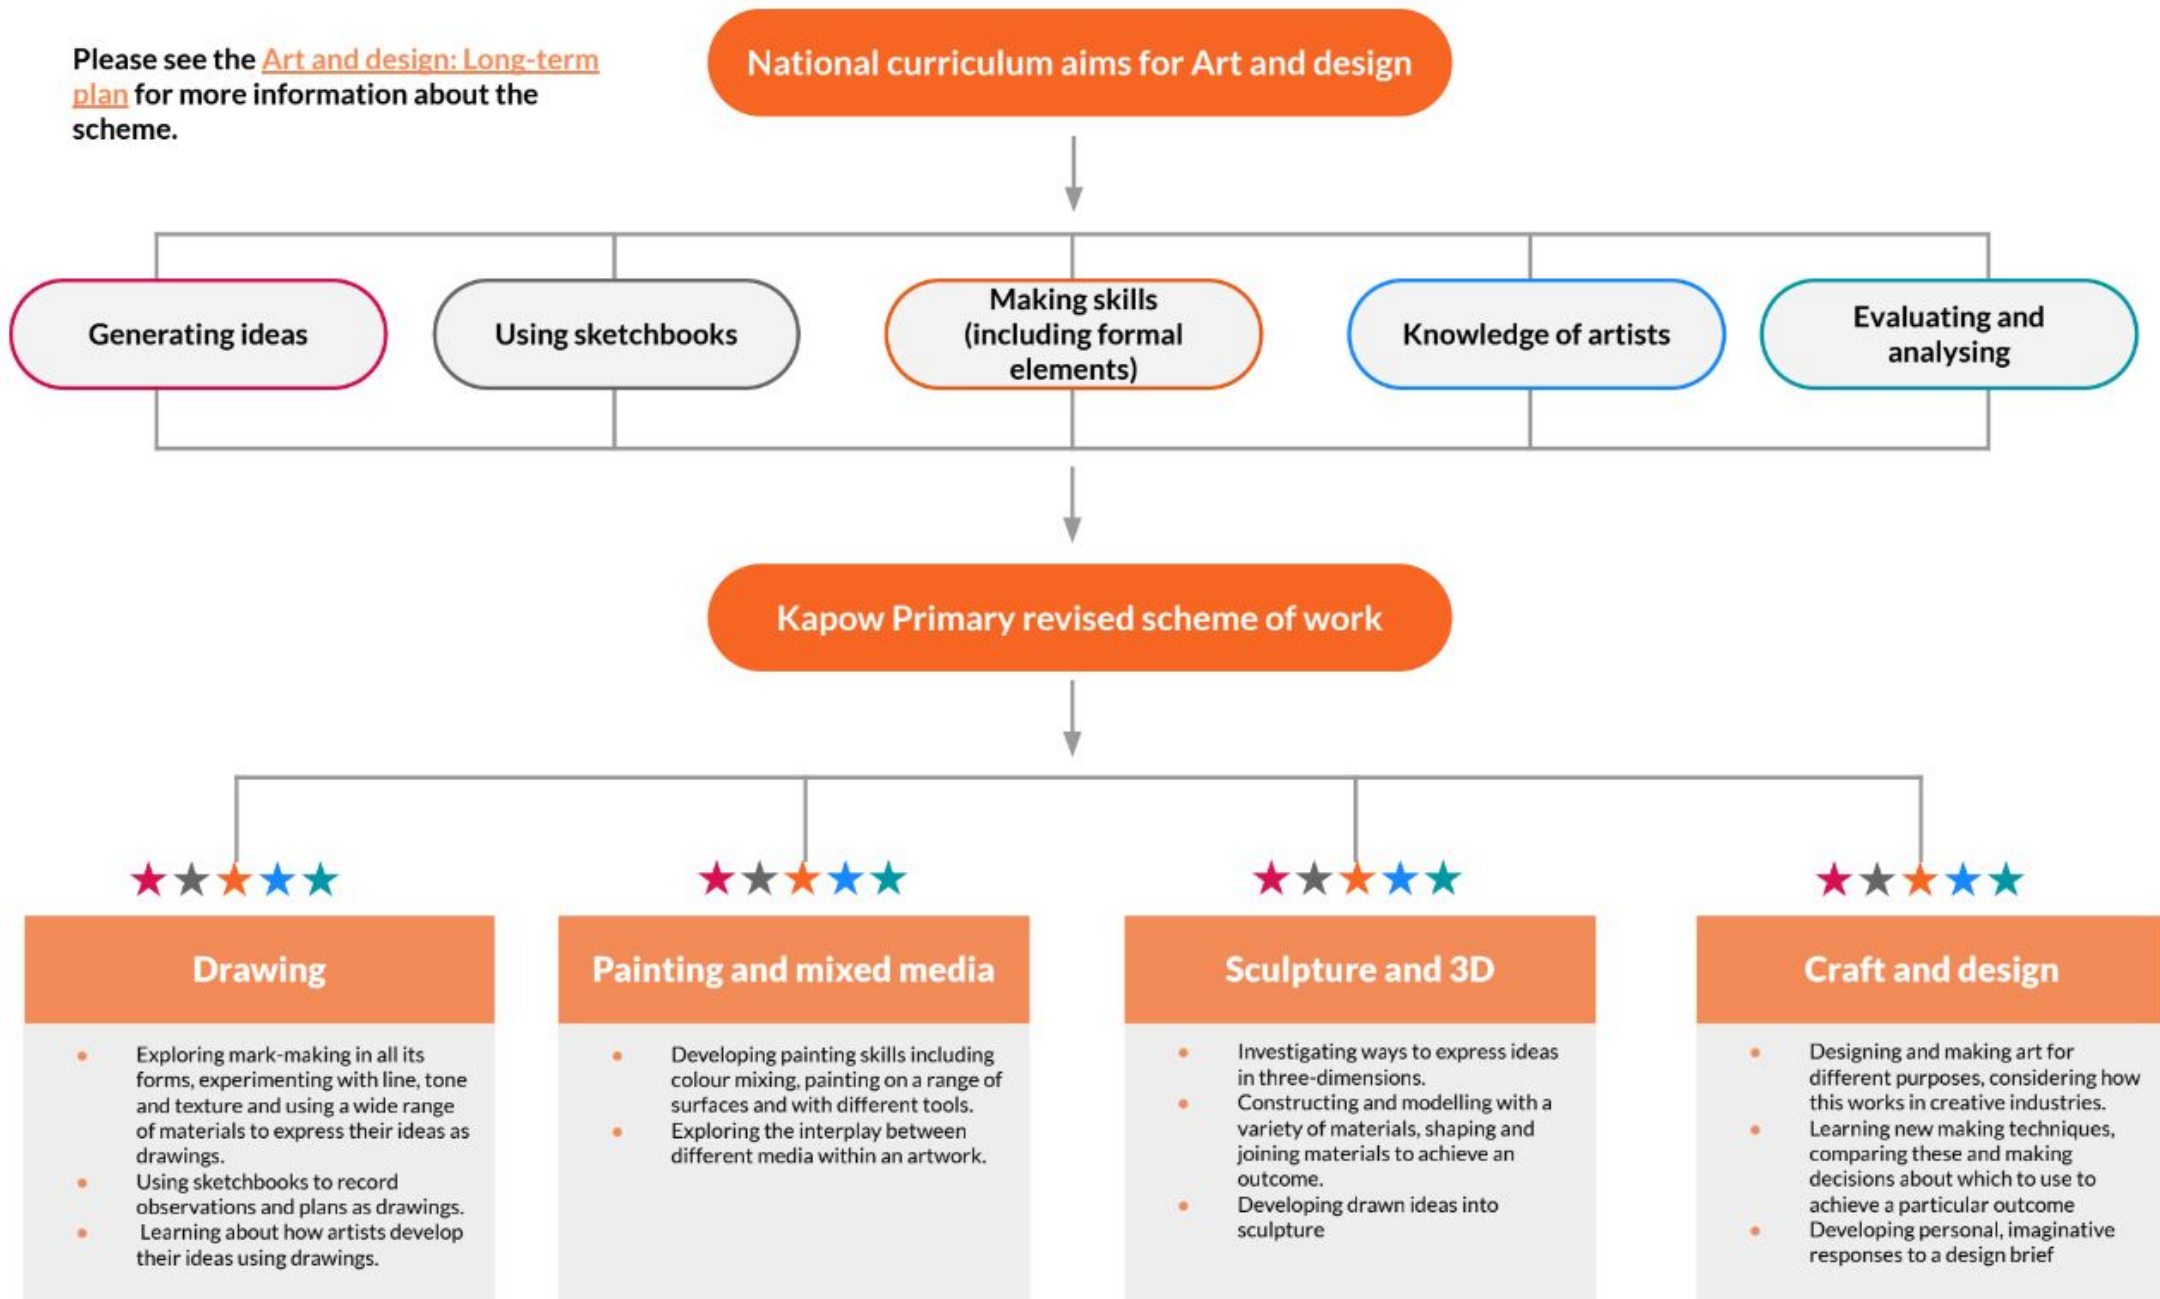 Please see the Art and design: Long-term
plan for more information about the
scheme.
National curriculum aims for Art and design
Generating ideas
Using sketchbooks
Making skills
(including formal
elements)
Knowledge of artists
Evaluating and
analysing
Kapow Primary revised scheme of work
Drawing
• Exploring mark-making in all its
forms, experimenting with line, tone
and texture and using a wide range
of materials to express their ideas as
drawings.
• Using sketchbooks to record
observations and plans as drawings.
• Learning about how artists develop
their ideas using drawings.
Painting and mixed media
• Developing painting skills including
colour mixing, painting on a range of
surfaces and with different tools.
• Exploring the interplay between
different media within an artwork.
Sculpture and 3D
• Investigating ways to express ideas
in three-dimensions.
• Constructing and modelling with a
variety of materials, shaping and
joining materials to achieve an
outcome.
• Developing drawn ideas into
sculpture
Craft and design
• Designing and making art for
different purposes, considering how
this works in creative industries.
• Learning new making techniques,
comparing these and making
decisions about which to use to
achieve a particular outcome
• Developing personal, imaginative
responses to a design brief